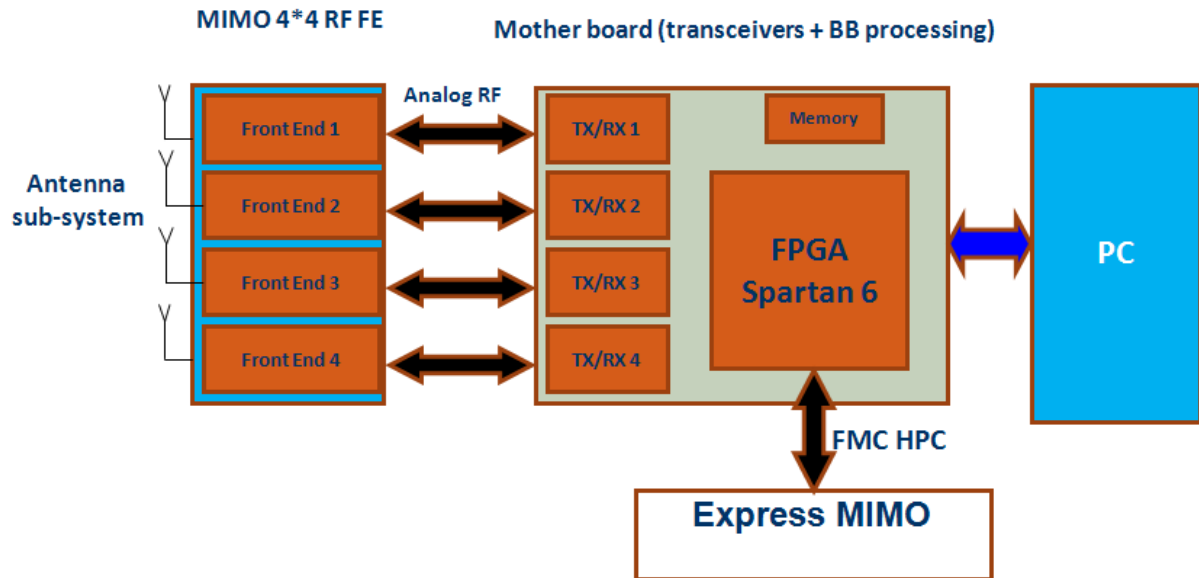 MIMO 4*4 RF FE
Mother board (transceivers + BB processing)
Analog RF
Front End 1
TX/RX 1
Memory
Front End 2
TX/RX 2
Antenna
sub-system
FPGA
Spartan 6
PC
Front End 3
TX/RX 3
Front End 4
TX/RX 4
FMC HPC
Express MIMO